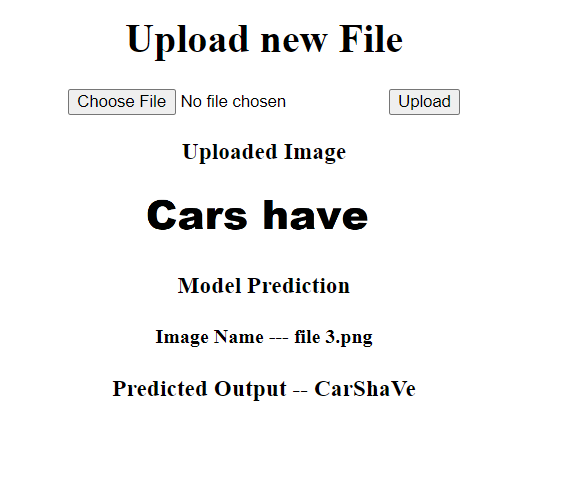 Upload new File
Choose File No file chosen Upload
Uploaded Image
Cars have
Model Prediction
Image Name --- file 3.png
Predicted Output -- CarShaVe